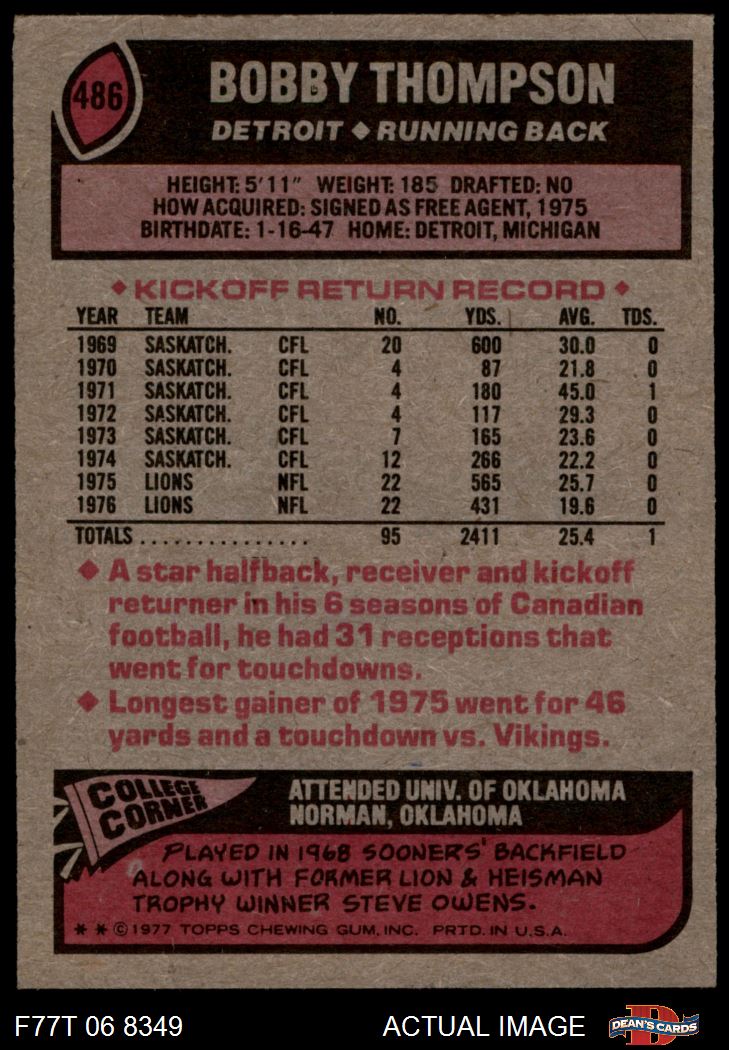 486
BOBBY THOMPSON
DETROIT ◆ RUNNING BACK
HEIGHT: 5'11" WEIGHT: 185 DRAFTED: NO
HOW ACQUIRED: SIGNED AS FREE AGENT, 1975
BIRTHDATE: 1-16-47 HOME: DETROIT, MICHIGAN
◆ KICKOFF RETURN RECORD ◆
YEAR TEAM NO. YDS. AVG. TDS.
1969 SASKATCH. CFL 20 600 30.0 0
1970 SASKATCH. CFL 4 87 21.8 0
1971 SASKATCH. CFL 4 180 45.0 1
1972 SASKATCH. CFL 4 117 29.3 0
1973 SASKATCH. CFL 7 165 23.6 0
1974 SASKATCH. CFL 12 266 22.2 0
1975 LIONS NFL 22 565 25.7 0
1976 LIONS NFL 22 431 19.6 0
TOTALS ................ 95 2411 25.4 1
◆ A star halfback, receiver and kickoff
returner in his 6 seasons of Canadian
football, he had 31 receptions that
went for touchdowns.
◆ Longest gainer of 1975 went for 46
yards and a touchdown vs. Vikings.
COLLEGE
CORNER
ATTENDED UNIV. OF OKLAHOMA
NORMAN, OKLAHOMA
PLAYED IN 1968 SOONERS' BACKFIELD
ALONG WITH FORMER LION & HEISMAN
TROPHY WINNER STEVE OWENS.
** © 1977 TOPPS CHEWING GUM, INC. PRTD. IN U.S.A.
F77T 06 8349 ACTUAL IMAGE
D
DEAN'S CARDS